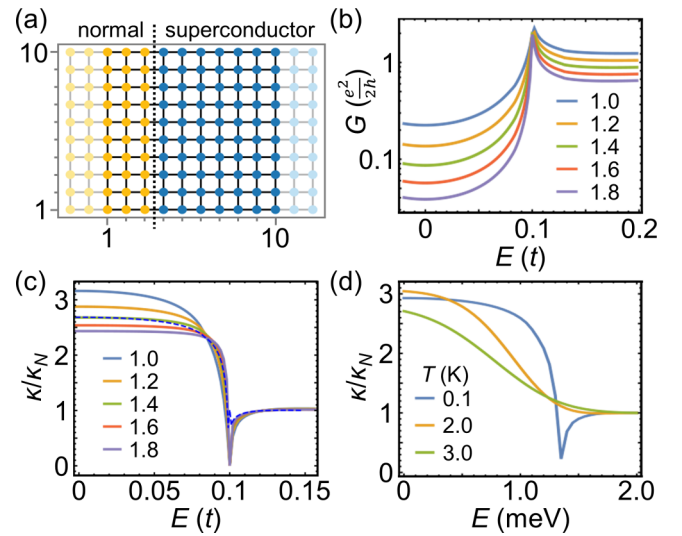 (a)
normal superconductor
10
1
1 10
(b)
G (e²/2h)
1
0.1
1.0
1.2
1.4
1.6
1.8
0 0.1 0.2
E (t)
(c)
κ/κ_N
3
2
1
0
1.0
1.2
1.4
1.6
1.8
0 0.05 0.1 0.15
E (t)
(d)
κ/κ_N
3
2
1
0
T (K)
0.1
2.0
3.0
0 1.0 2.0
E (meV)